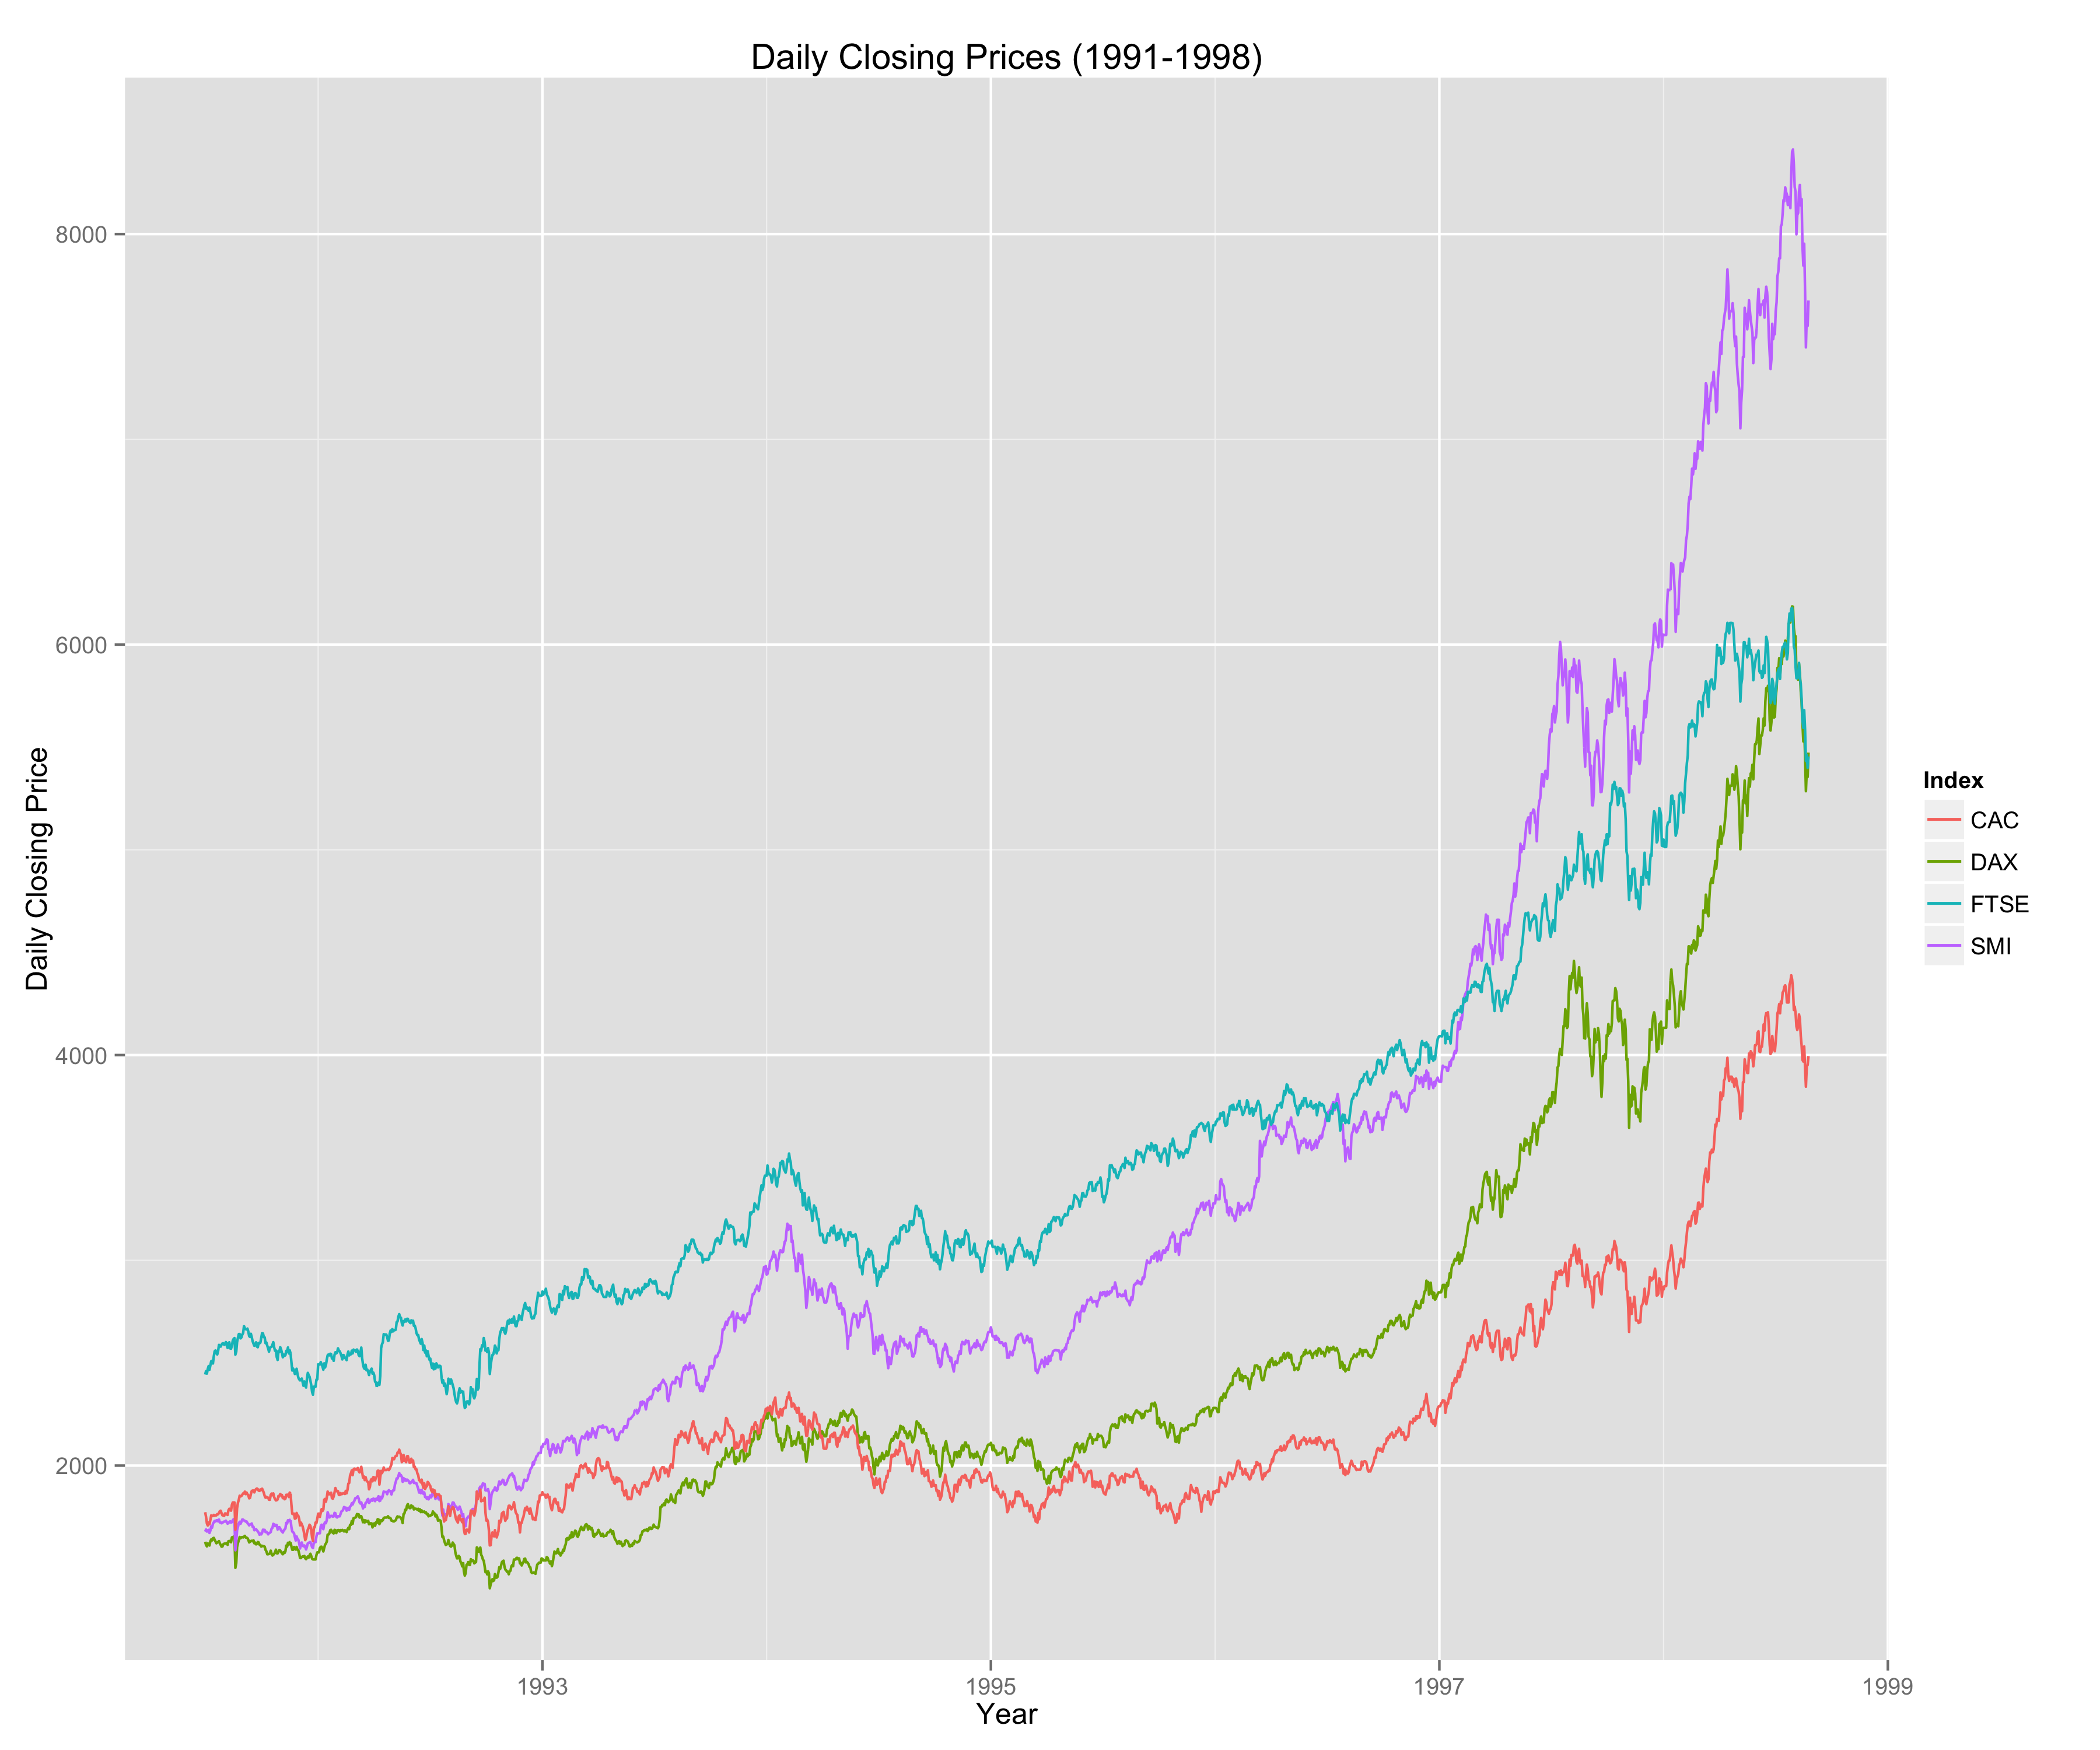 Daily Closing Prices (1991-1998)
Daily Closing Price
8000
6000
4000
2000
1993
1995
1997
1999
Year
Index
CAC
DAX
FTSE
SMI